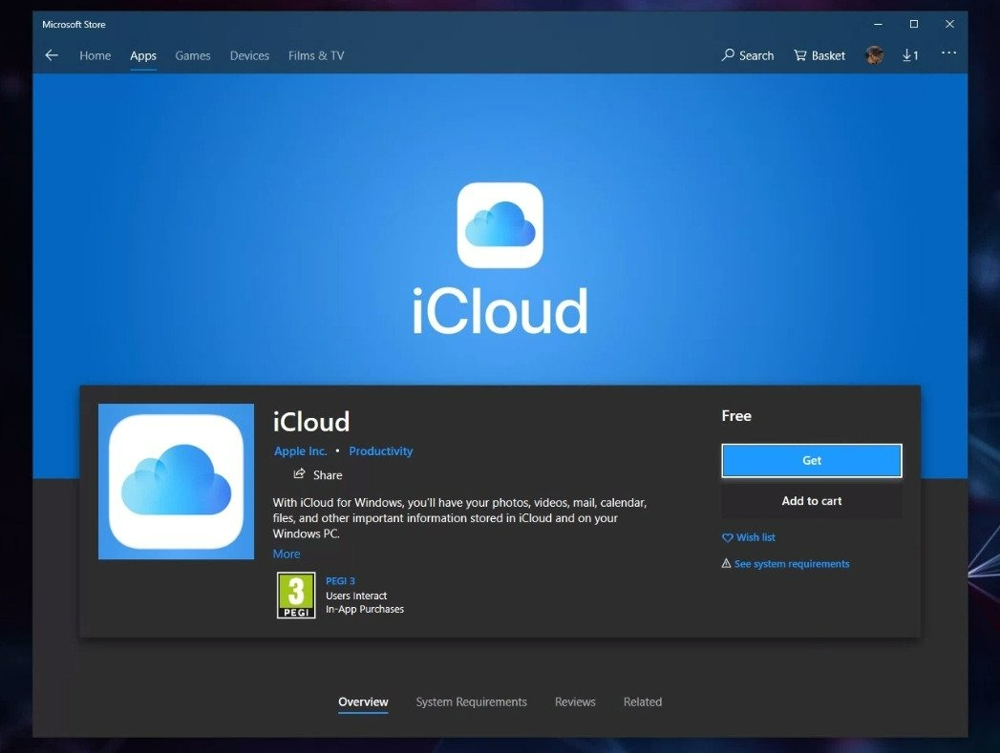 Microsoft Store
Home Apps Games Devices Films & TV Search Basket 1 ...
iCloud
iCloud
Free
Apple Inc. • Productivity
Get
Share
With iCloud for Windows, you'll have your photos, videos, mail, calendar,
Add to cart
files, and other important information stored in iCloud and on your
Windows PC.
Wish list
More
See system requirements
3
PEGI
PEGI 3
Users Interact
In-App Purchases
Overview System Requirements Reviews Related